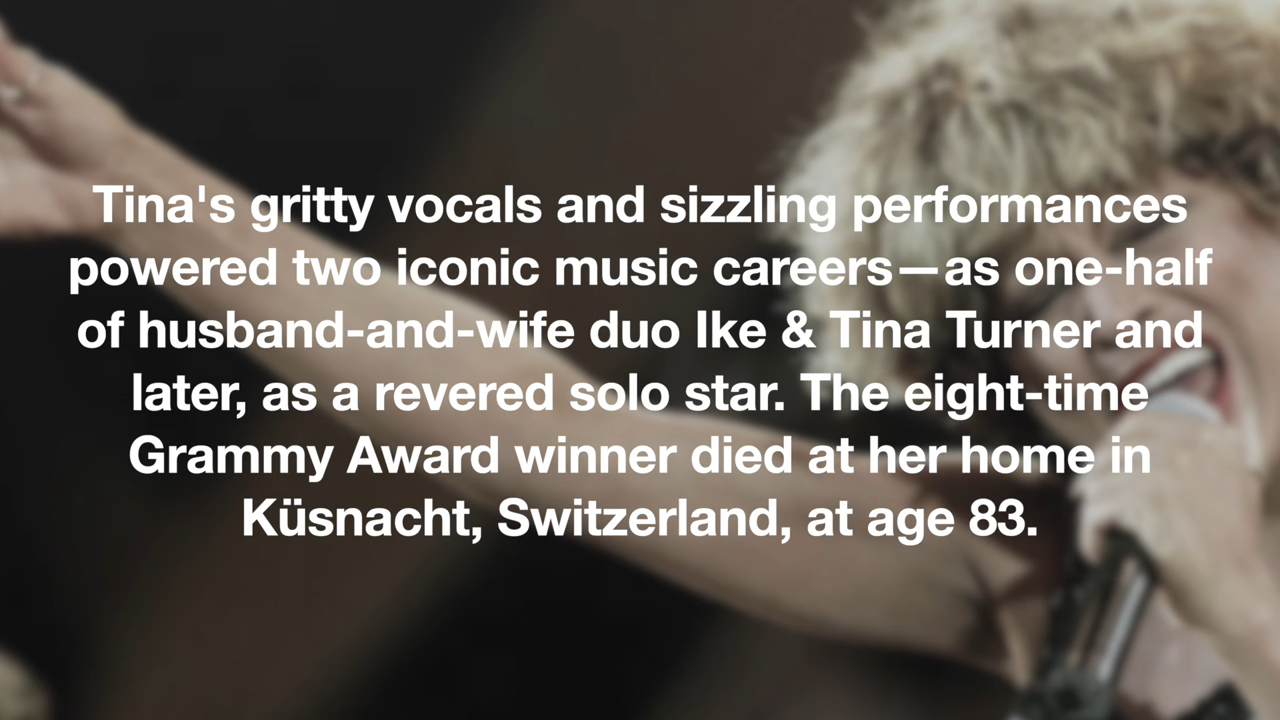 Tina's gritty vocals and sizzling performances
powered two iconic music careers—as one-half
of husband-and-wife duo Ike & Tina Turner and
later, as a revered solo star. The eight-time
Grammy Award winner died at her home in
Küsnacht, Switzerland, at age 83.